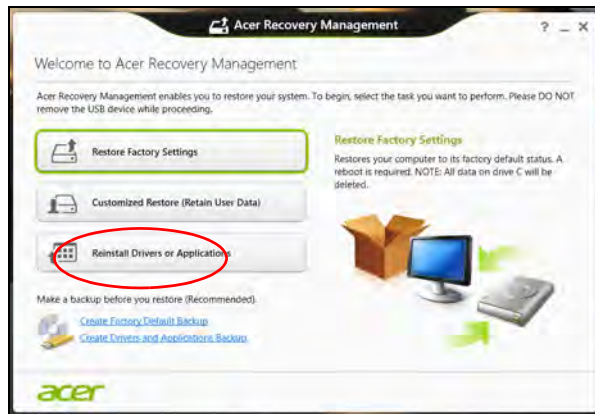 Acer Recovery Management
? _ X
Welcome to Acer Recovery Management
Acer Recovery Management enables you to restore your system. To begin, select the task you want to perform. Please DO NOT
remove the USB device while proceeding.
Restore Factory Settings
Customized Restore (Retain User Data)
Reinstall Drivers or Applications
Restore Factory Settings
Restores your computer to its factory default status. A
reboot is required. NOTE: All data on drive C will be
deleted.
Make a backup before you restore (Recommended).
Create Factory Default Backup
Create Drivers and Applications Backup
acer